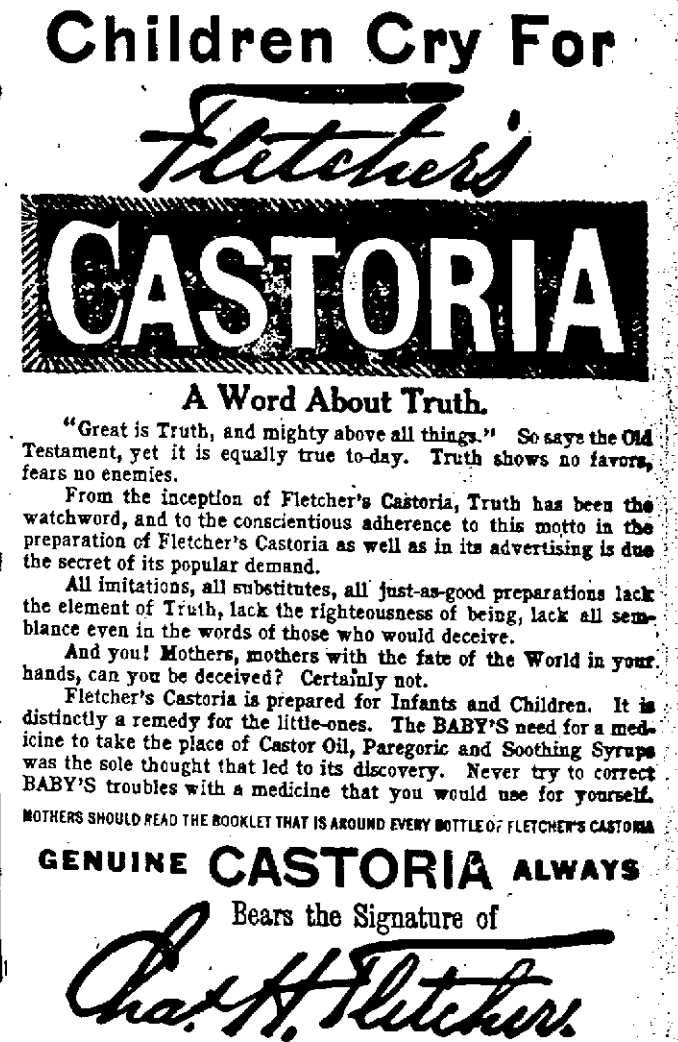 Children Cry For
Fletcher's
CASTORIA
A Word About Truth.
"Great is Truth, and mighty above all things." So says the Old
Testament, yet it is equally true to-day. Truth shows no favors,
fears no enemies.
From the inception of Fletcher's Castoria, Truth has been the
watchword, and to the conscientious adherence to this motto in the
preparation of Fletcher's Castoria as well as in its advertising is due
the secret of its popular demand.
All imitations, all substitutes, all just-as-good preparations lack
the element of Truth, lack the righteousness of being, lack all sem-
blance even in the words of those who would deceive.
And you! Mothers, mothers with the fate of the World in your
hands, can you be deceived? Certainly not.
Fletcher's Castoria is prepared for Infants and Children. It is
distinctly a remedy for the little-ones. The BABY'S need for a med-
icine to take the place of Castor Oil, Paregoric and Soothing Syrups
was the sole thought that led to its discovery. Never try to correct
BABY'S troubles with a medicine that you would use for yourself.
MOTHERS SHOULD READ THE BOOKLET THAT IS AROUND EVERY BOTTLE OF FLETCHER'S CASTORIA
GENUINE CASTORIA ALWAYS
Bears the Signature of
Chas. H. Fletcher.